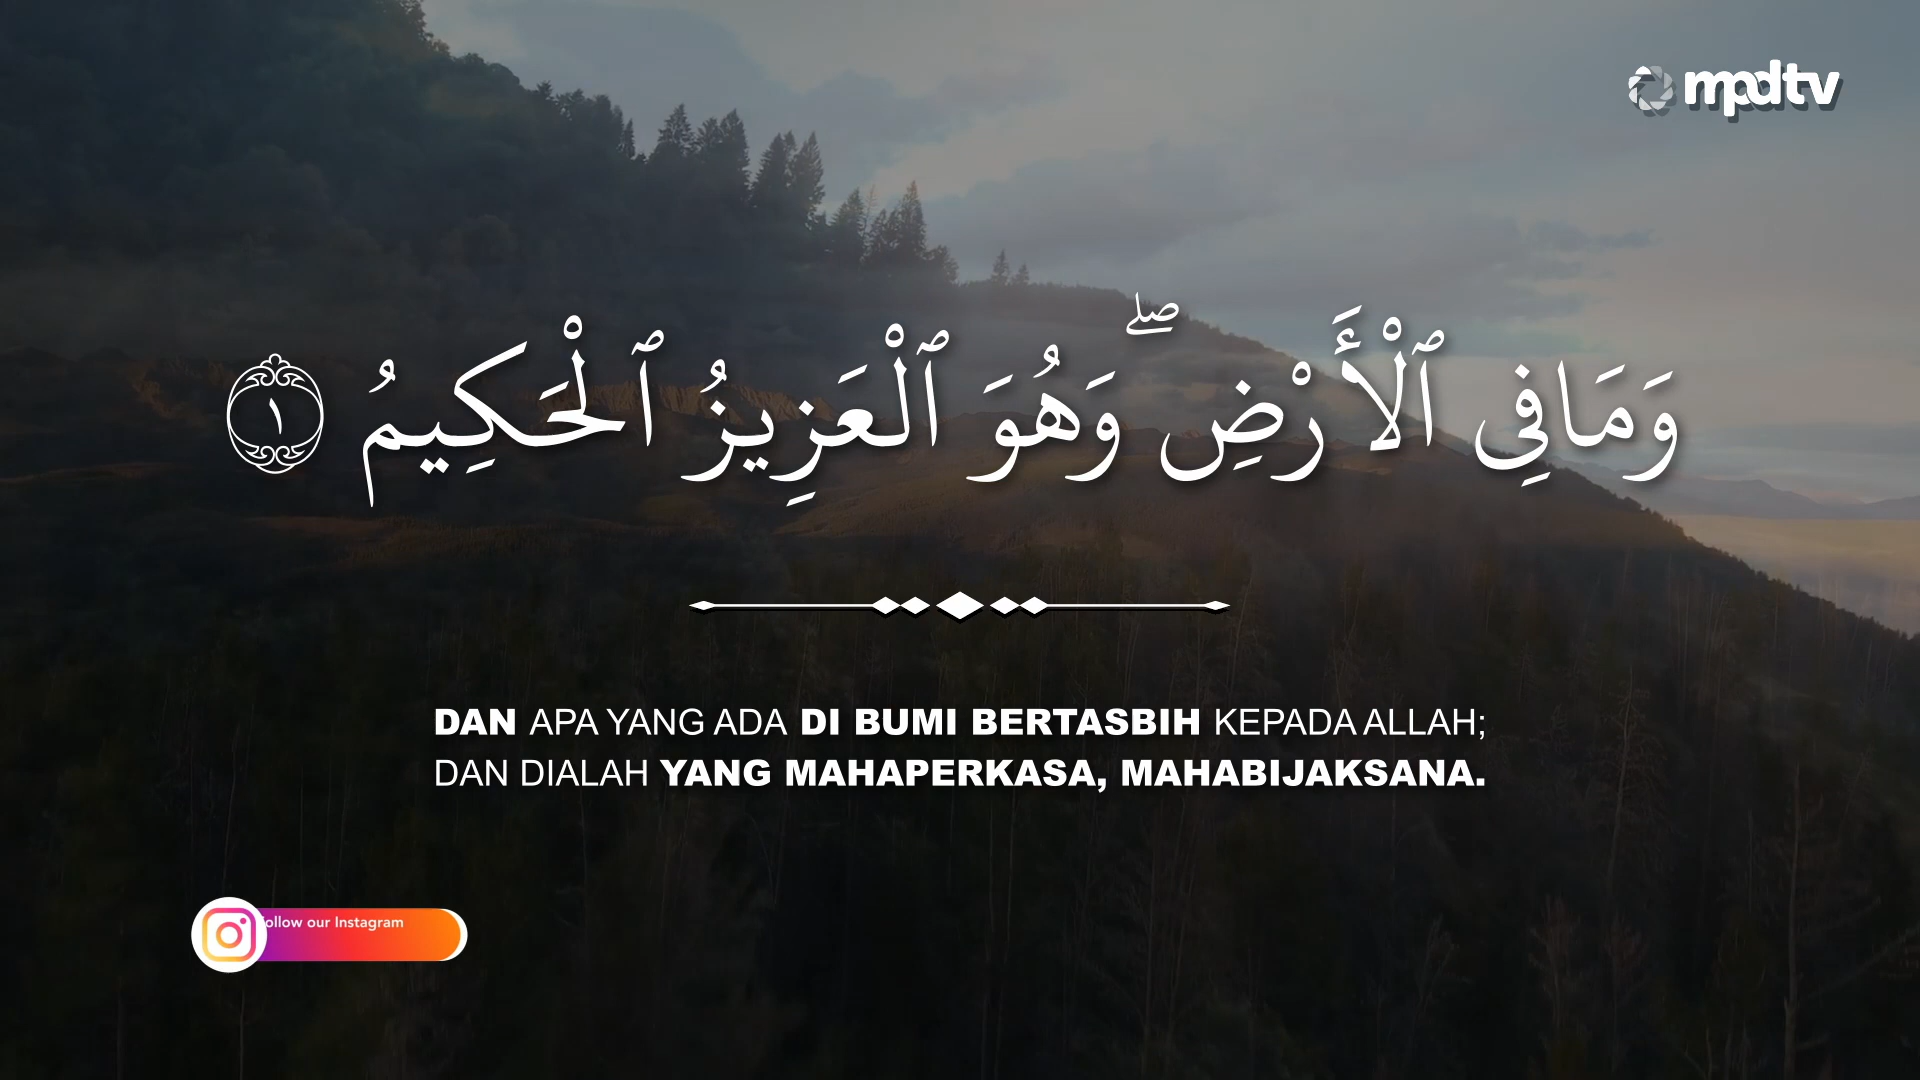 mpdtv
وَمَا فِى ٱلْأَرْضِ ۖ وَهُوَ ٱلْعَزِيزُ ٱلْحَكِيمُ ١
DAN APA YANG ADA DI BUMI BERTASBIH KEPADA ALLAH;
DAN DIALAH YANG MAHAPERKASA, MAHABIJAKSANA.
Follow our Instagram